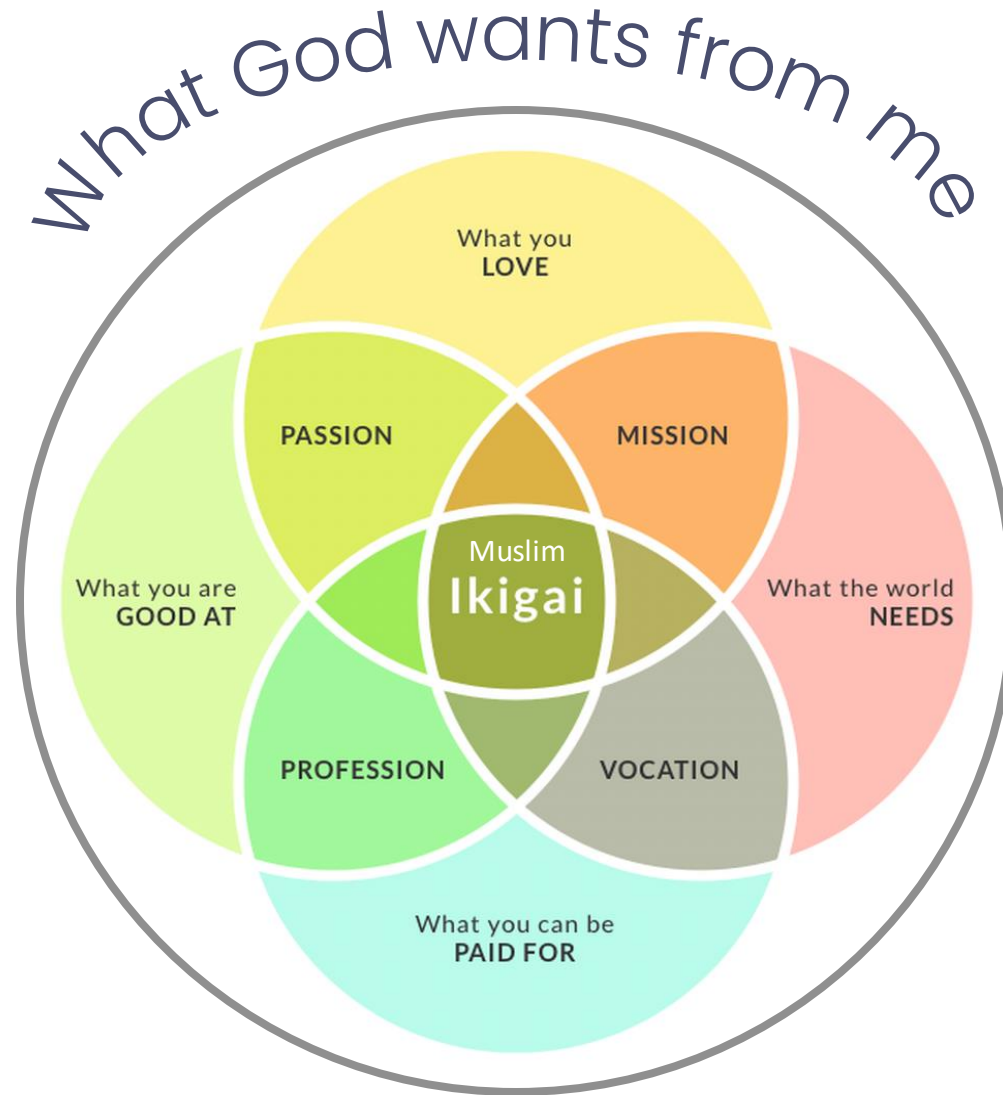 What God wants from me
What you
LOVE
PASSION
MISSION
Muslim
Ikigai
What you are
GOOD AT
What the world
NEEDS
PROFESSION
VOCATION
What you can be
PAID FOR